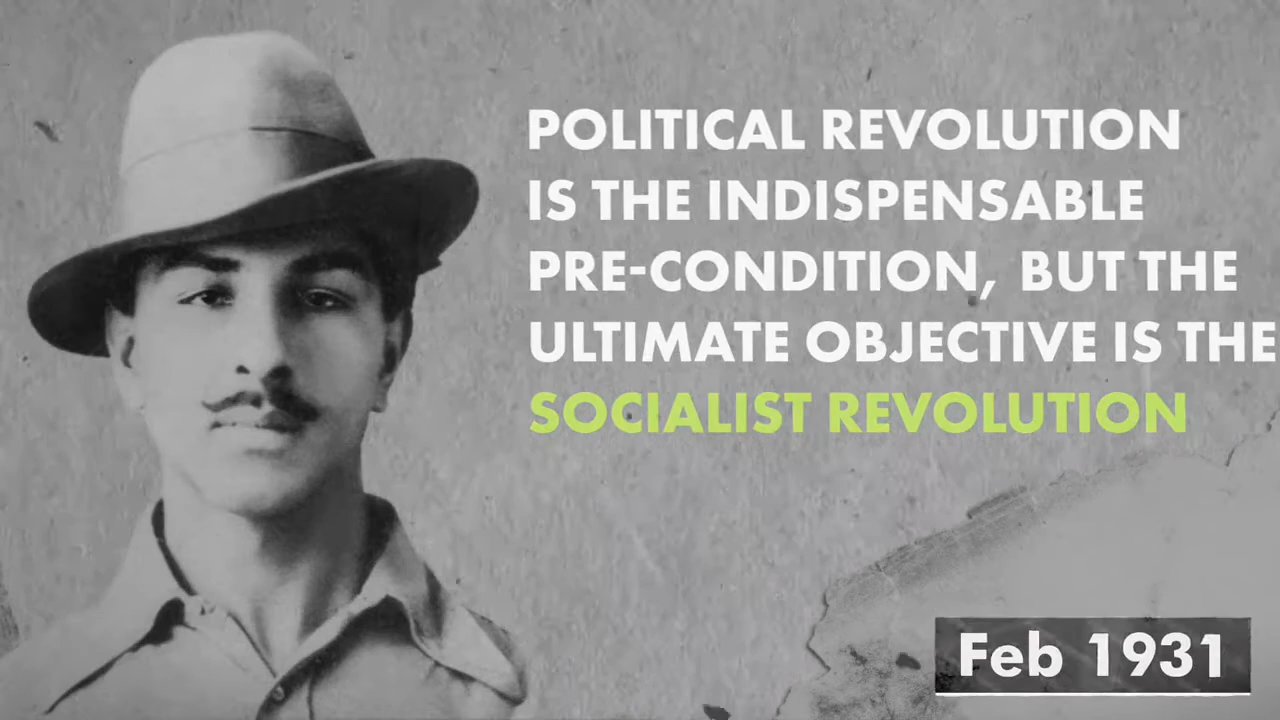 POLITICAL REVOLUTION
IS THE INDISPENSABLE
PRE-CONDITION, BUT THE
ULTIMATE OBJECTIVE IS THE
SOCIALIST REVOLUTION
Feb 1931